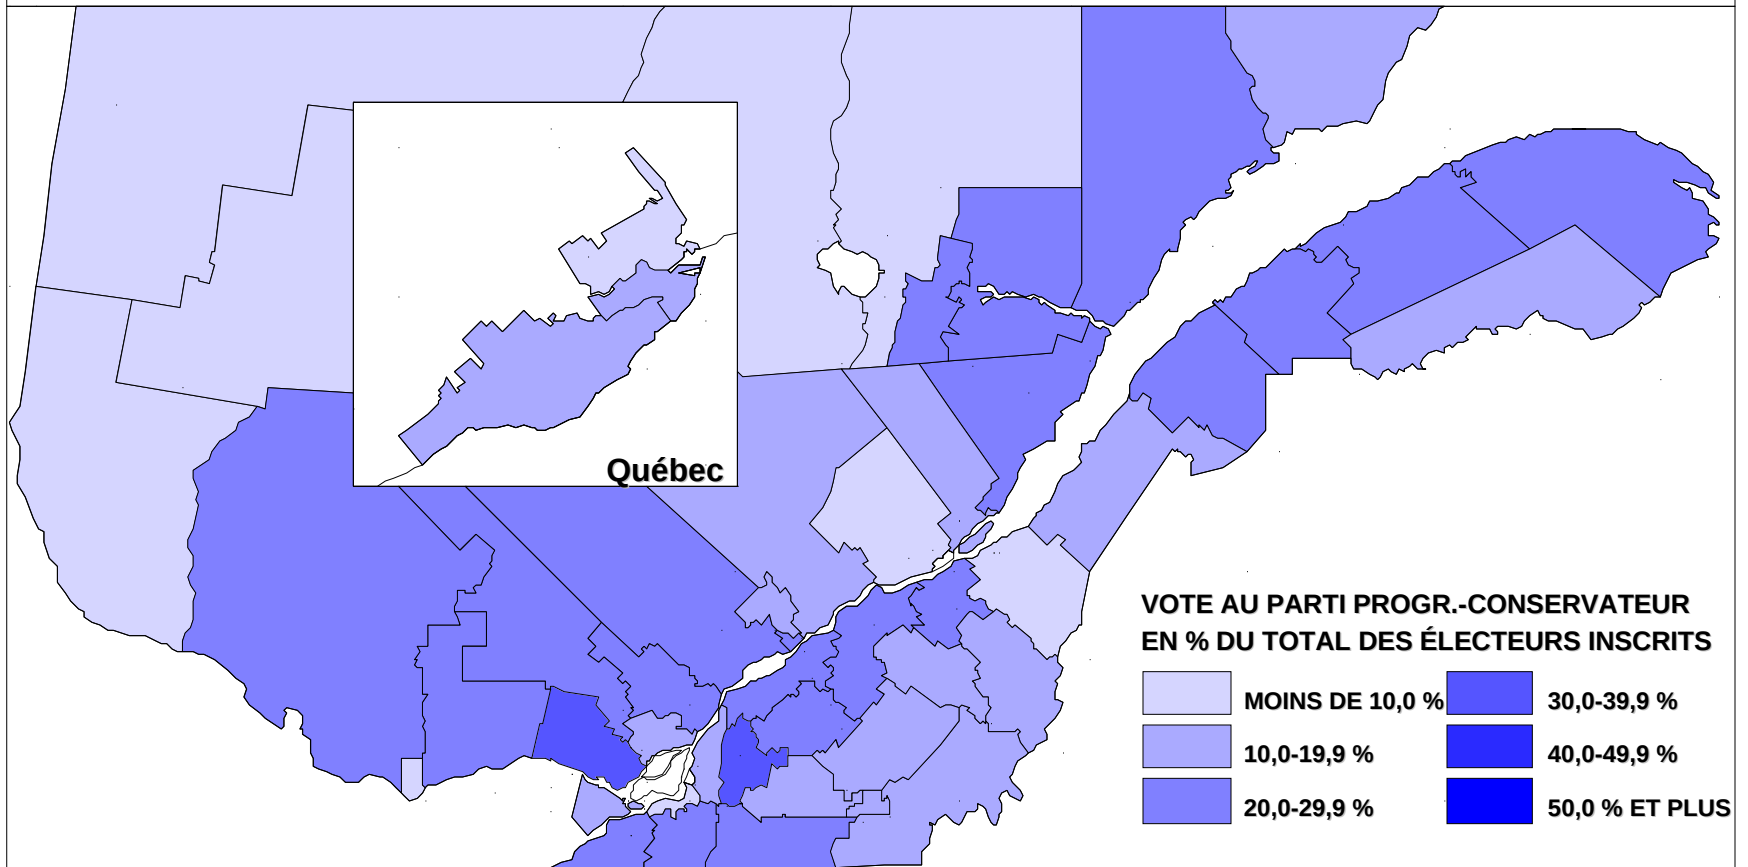 Québec
VOTE AU PARTI PROGR.-CONSERVATEUR
EN % DU TOTAL DES ÉLECTEURS INSCRITS
MOINS DE 10,0 %
30,0-39,9 %
10,0-19,9 %
40,0-49,9 %
20,0-29,9 %
50,0 % ET PLUS